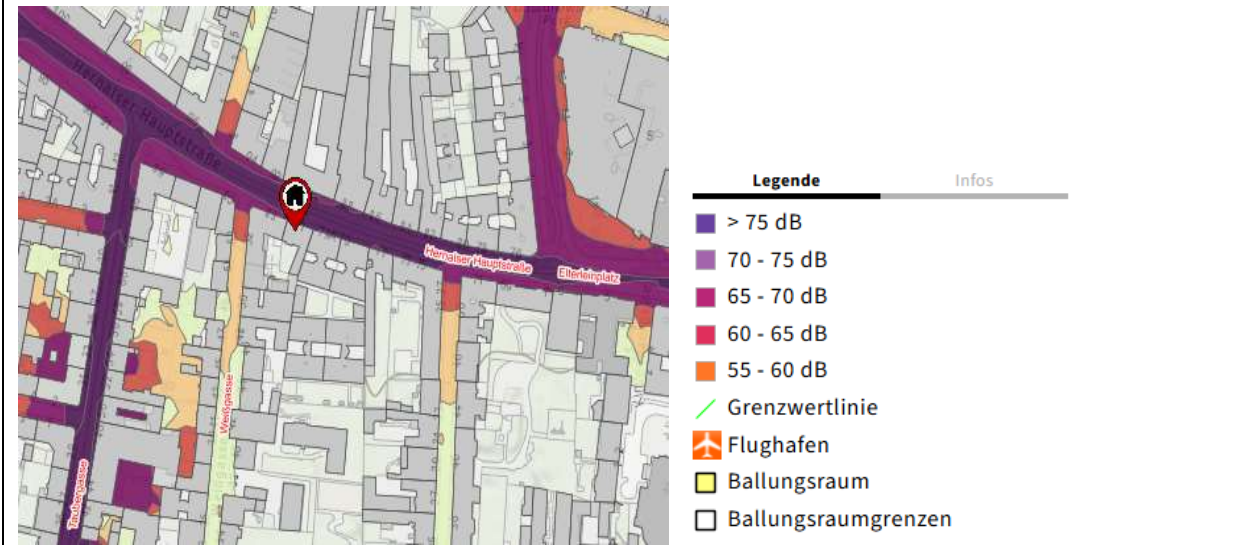 Hernalser Hauptstraße
Hernalser Hauptstraße
Elterleinplatz
Weißgasse
Taubergasse
Legende
Infos
> 75 dB
70 - 75 dB
65 - 70 dB
60 - 65 dB
55 - 60 dB
Grenzwertlinie
Flughafen
Ballungsraum
Ballungsraumgrenzen